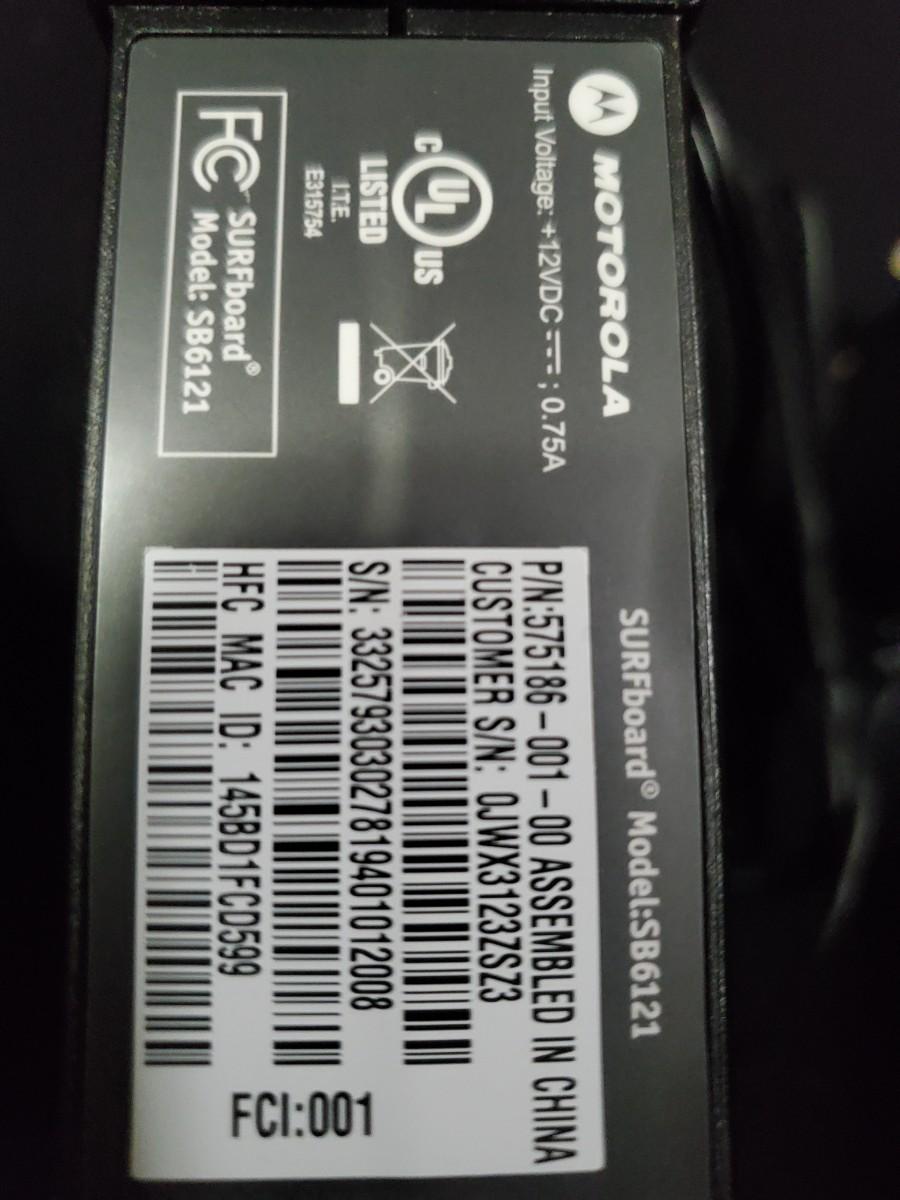 MOTOROLA
Input Voltage: +12VDC ⎓ ; 0.75A
C UL US
LISTED
I.T.E.
E315754
FC SURFboard®
Model: SB6121
SURFboard® Model:SB6121
P/N:575186-001-00 ASSEMBLED IN CHINA
CUSTOMER S/N: 0JWX3123ZSZ3
S/N: 332579303027819401012008
HFC MAC ID: 145BD1FCD599
FCI:001